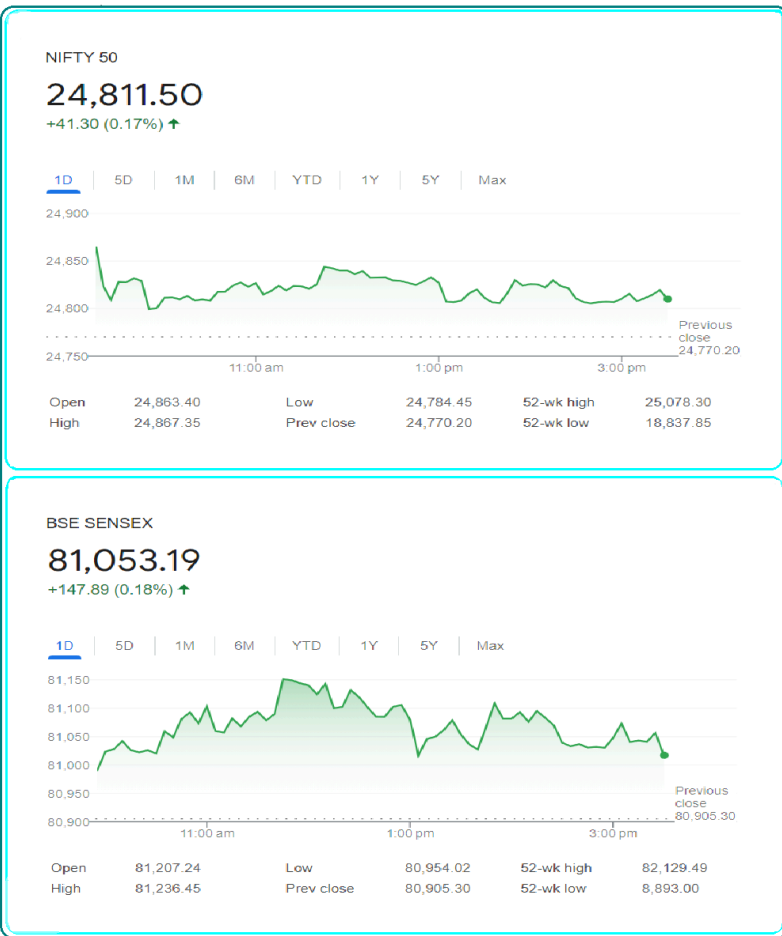 NIFTY 50
24,811.50
+41.30 (0.17%) ↑
1D 5D 1M 6M YTD 1Y 5Y Max
24,900
24,850
24,800
24,750
Previous
close
24,770.20
11:00 am 1:00 pm 3:00 pm
Open 24,863.40 Low 24,784.45 52-wk high 25,078.30
High 24,867.35 Prev close 24,770.20 52-wk low 18,837.85
BSE SENSEX
81,053.19
+147.89 (0.18%) ↑
1D 5D 1M 6M YTD 1Y 5Y Max
81,150
81,100
81,050
81,000
80,950
80,900
Previous
close
80,905.30
11:00 am 1:00 pm 3:00 pm
Open 81,207.24 Low 80,954.02 52-wk high 82,129.49
High 81,236.45 Prev close 80,905.30 52-wk low 8,893.00